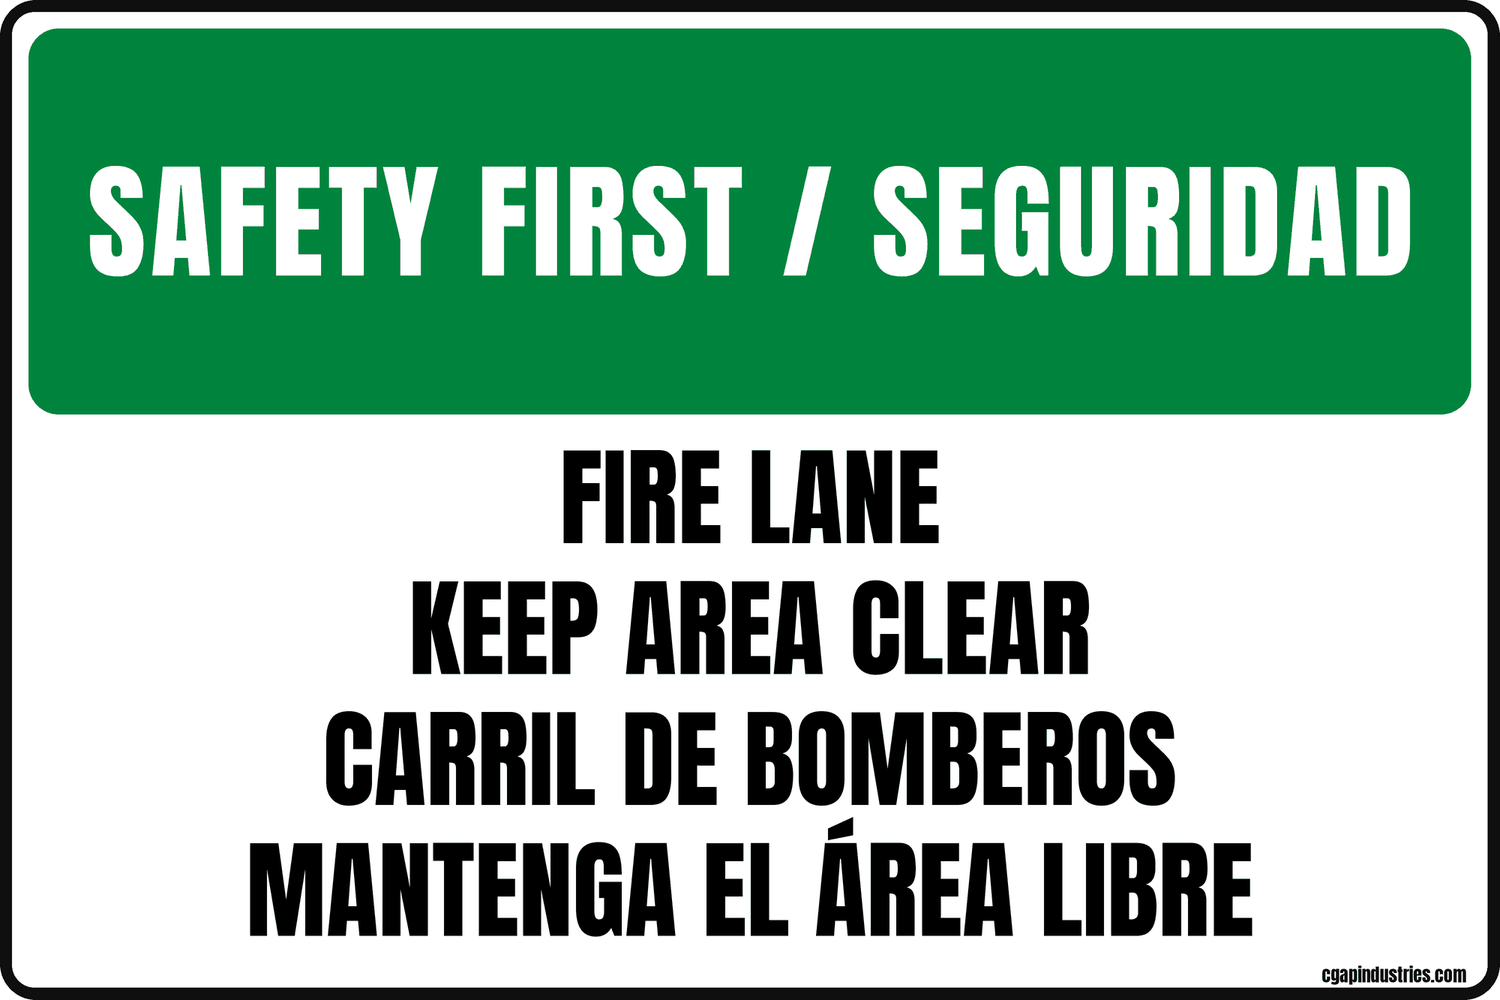 SAFETY FIRST / SEGURIDAD
FIRE LANE
KEEP AREA CLEAR
CARRIL DE BOMBEROS
MANTENGA EL ÁREA LIBRE
cgapindustries.com